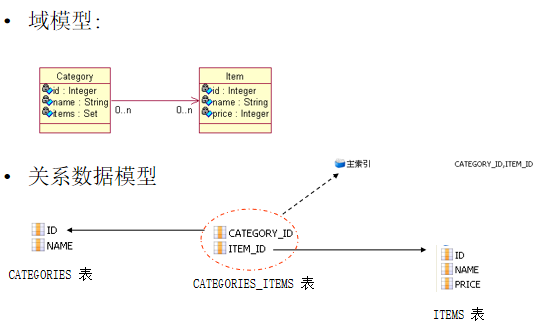 • 域模型:
Category
id : Integer
name : String
items : Set
0..n
0..n
Item
id : Integer
name : String
price : Integer
• 关系数据模型
主索引
CATEGORY_ID,ITEM_ID
ID
NAME
CATEGORIES 表
CATEGORY_ID
ITEM_ID
CATEGORIES_ITEMS 表
ID
NAME
PRICE
ITEMS 表